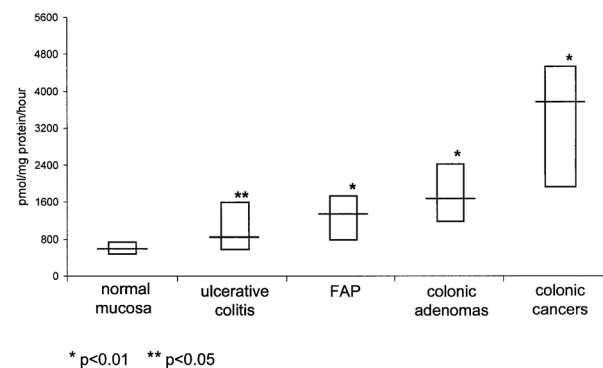 5600
4800
4000
3200
2400
1600
800
0
pmol/mg protein/hour
*
*
*
**
normal
mucosa
ulcerative
colitis
FAP
colonic
adenomas
colonic
cancers
* p<0.01 ** p<0.05